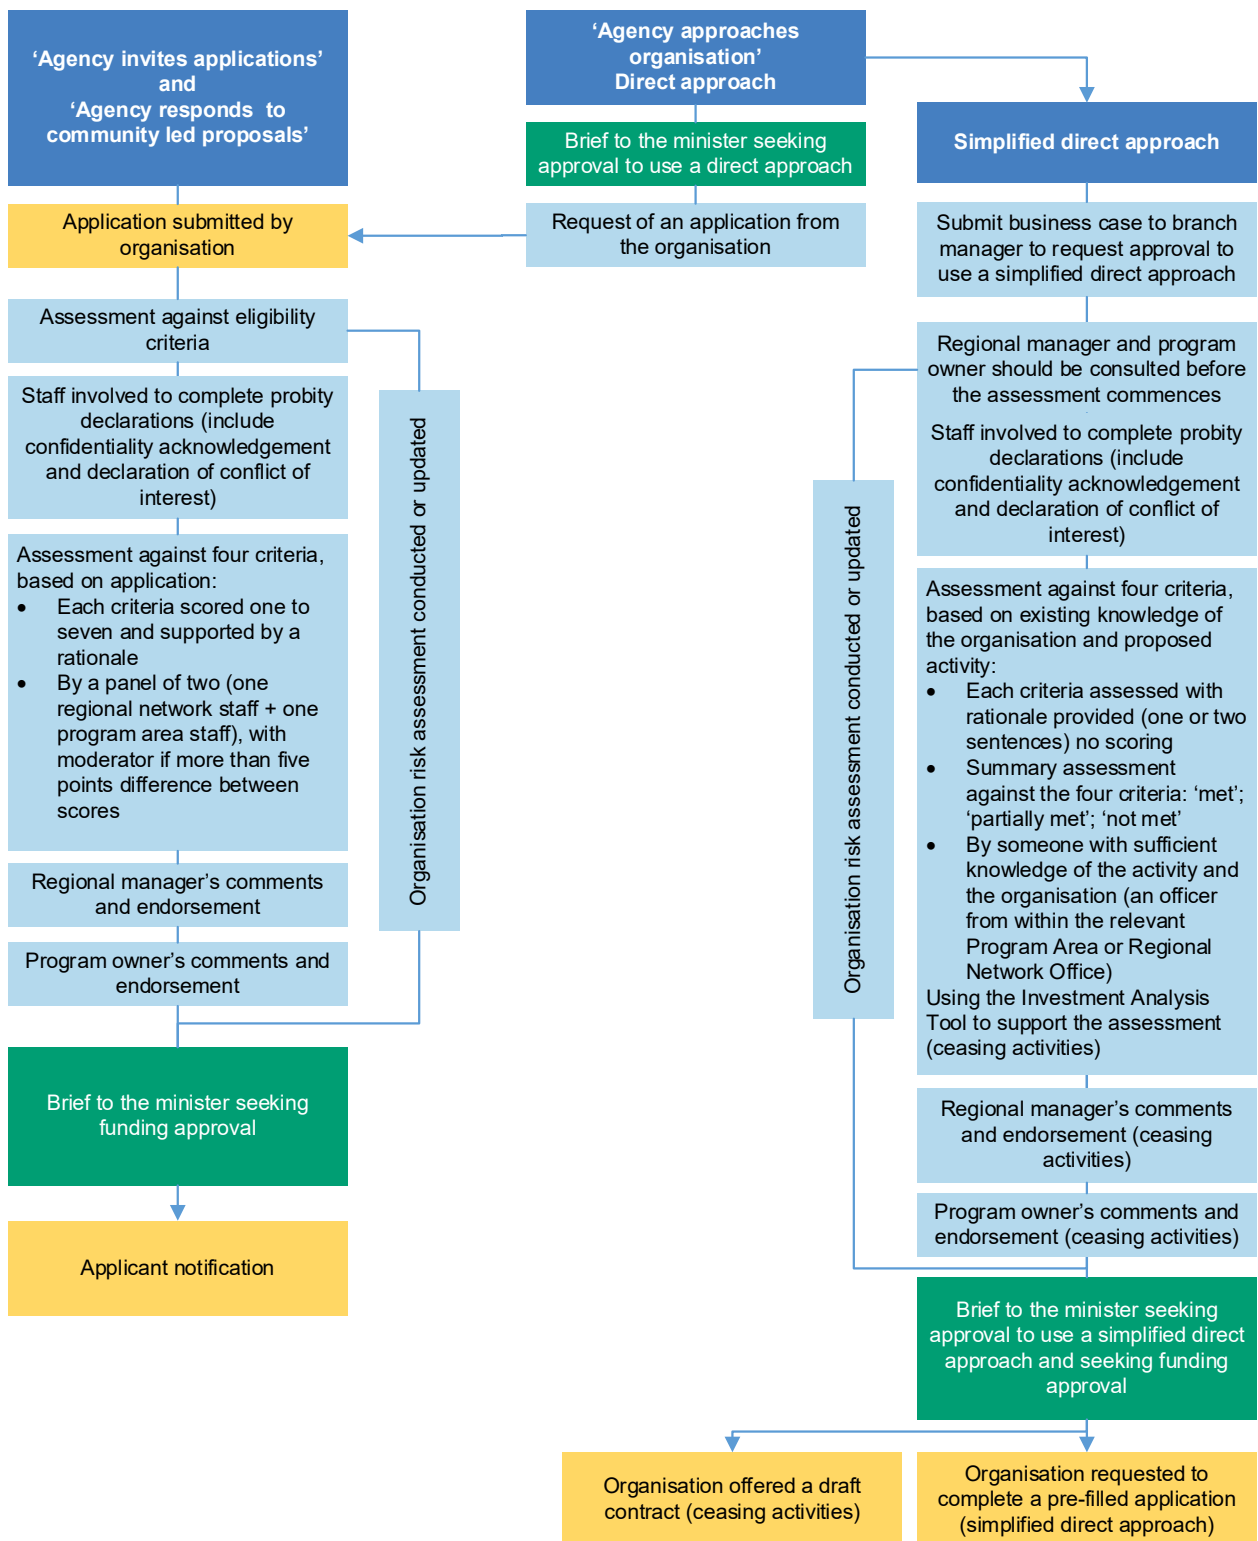 ‘Agency invites applications’
and
‘Agency responds to
community led proposals’
Application submitted by
organisation
Assessment against eligibility
criteria
Staff involved to complete probity
declarations (include
confidentiality acknowledgement
and declaration of conflict of
interest)
Assessment against four criteria,
based on application:
• Each criteria scored one to
seven and supported by a
rationale
• By a panel of two (one
regional network staff + one
program area staff), with
moderator if more than five
points difference between
scores
Regional manager’s comments
and endorsement
Program owner’s comments and
endorsement
Brief to the minister seeking
funding approval
Applicant notification
Organisation risk assessment conducted or updated
‘Agency approaches
organisation’
Direct approach
Brief to the minister seeking
approval to use a direct approach
Request of an application from
the organisation
Simplified direct approach
Submit business case to branch
manager to request approval to
use a simplified direct approach
Regional manager and program
owner should be consulted before
the assessment commences
Staff involved to complete probity
declarations (include
confidentiality acknowledgement
and declaration of conflict of
interest)
Organisation risk assessment conducted or updated
Assessment against four criteria,
based on existing knowledge of
the organisation and proposed
activity:
• Each criteria assessed with
rationale provided (one or two
sentences) no scoring
• Summary assessment
against the four criteria: ‘met’;
‘partially met’; ‘not met’
• By someone with sufficient
knowledge of the activity and
the organisation (an officer
from within the relevant
Program Area or Regional
Network Office)
Using the Investment Analysis
Tool to support the assessment
(ceasing activities)
Regional manager’s comments
and endorsement (ceasing
activities)
Program owner’s comments and
endorsement (ceasing activities)
Brief to the minister seeking
approval to use a simplified direct
approach and seeking funding
approval
Organisation offered a draft
contract (ceasing activities)
Organisation requested to
complete a pre-filled application
(simplified direct approach)